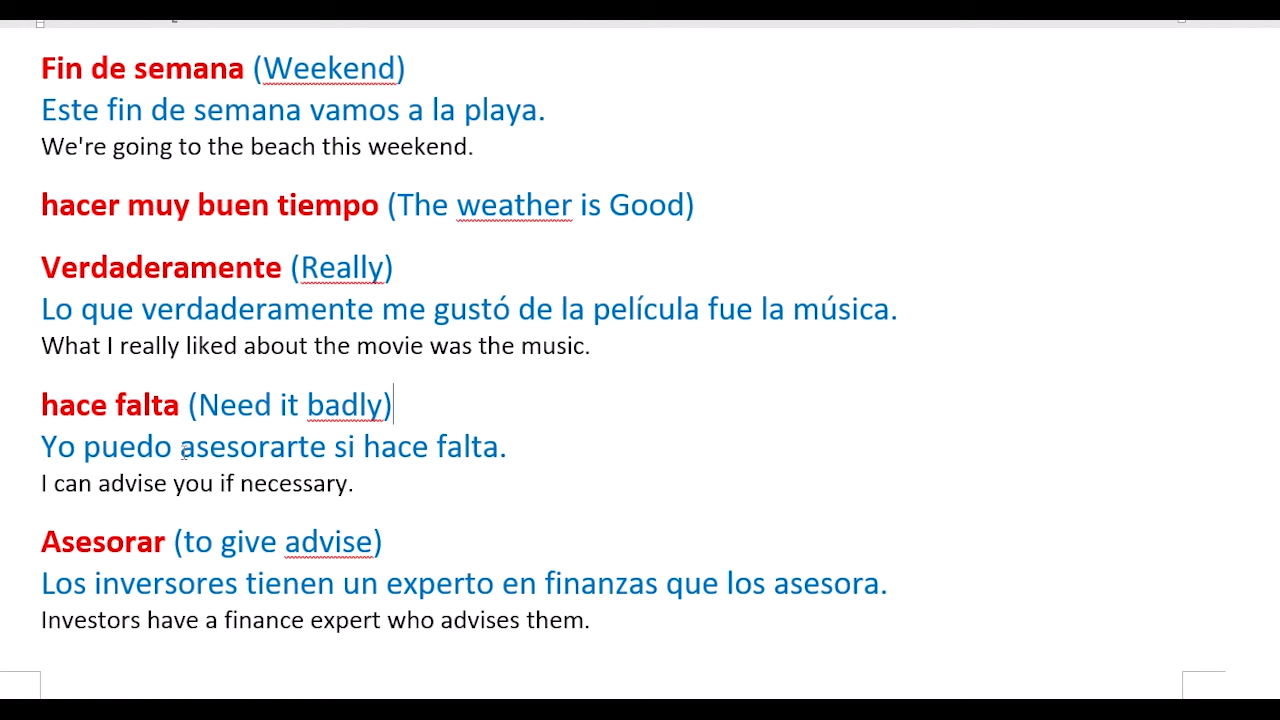 Fin de semana (Weekend)
Este fin de semana vamos a la playa.
We're going to the beach this weekend.
hacer muy buen tiempo (The weather is Good)
Verdaderamente (Really)
Lo que verdaderamente me gustó de la película fue la música.
What I really liked about the movie was the music.
hace falta (Need it badly)
Yo puedo asesorarte si hace falta.
I can advise you if necessary.
Asesorar (to give advise)
Los inversores tienen un experto en finanzas que los asesora.
Investors have a finance expert who advises them.